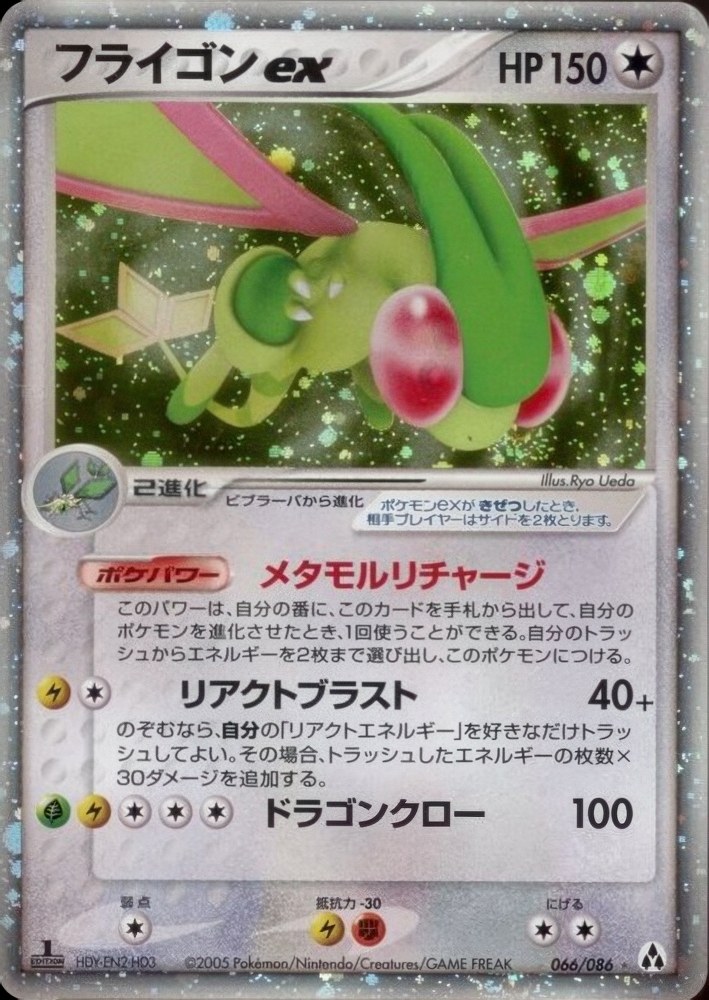 フライゴンex HP150
Illus.Ryo Ueda
2進化
ビブラーバから進化
ポケモンexが きぜつしたとき、
相手プレイヤーはサイドを2枚とります。
ポケパワー メタモルリチャージ
このパワーは、自分の番に、このカードを手札から出して、自分の
ポケモンを進化させたとき、1回使うことができる。自分のトラッ
シュからエネルギーを2枚まで選び出し、このポケモンにつける。
リアクトブラスト 40+
のぞむなら、自分の「リアクトエネルギー」を好きなだけトラッ
シュしてよい。その場合、トラッシュしたエネルギーの枚数×
30ダメージを追加する。
ドラゴンクロー 100
弱点 抵抗力 -30 にげる
1 EDITION HDY·EN2·HD3 ©2005 Pokémon/Nintendo/Creatures/GAME FREAK 066/086